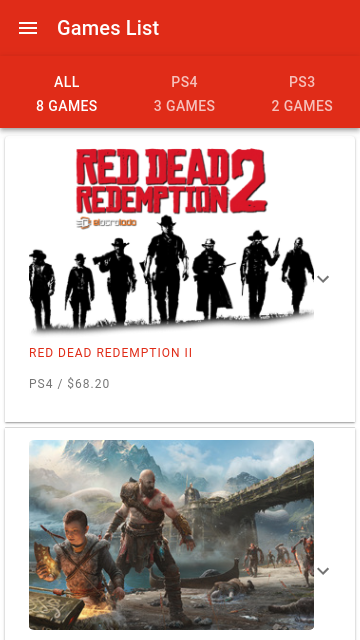 Games List
ALL
8 GAMES
PS4
3 GAMES
PS3
2 GAMES
RED DEAD
REDEMPTION 2
RED DEAD REDEMPTION II
PS4 / $68.20